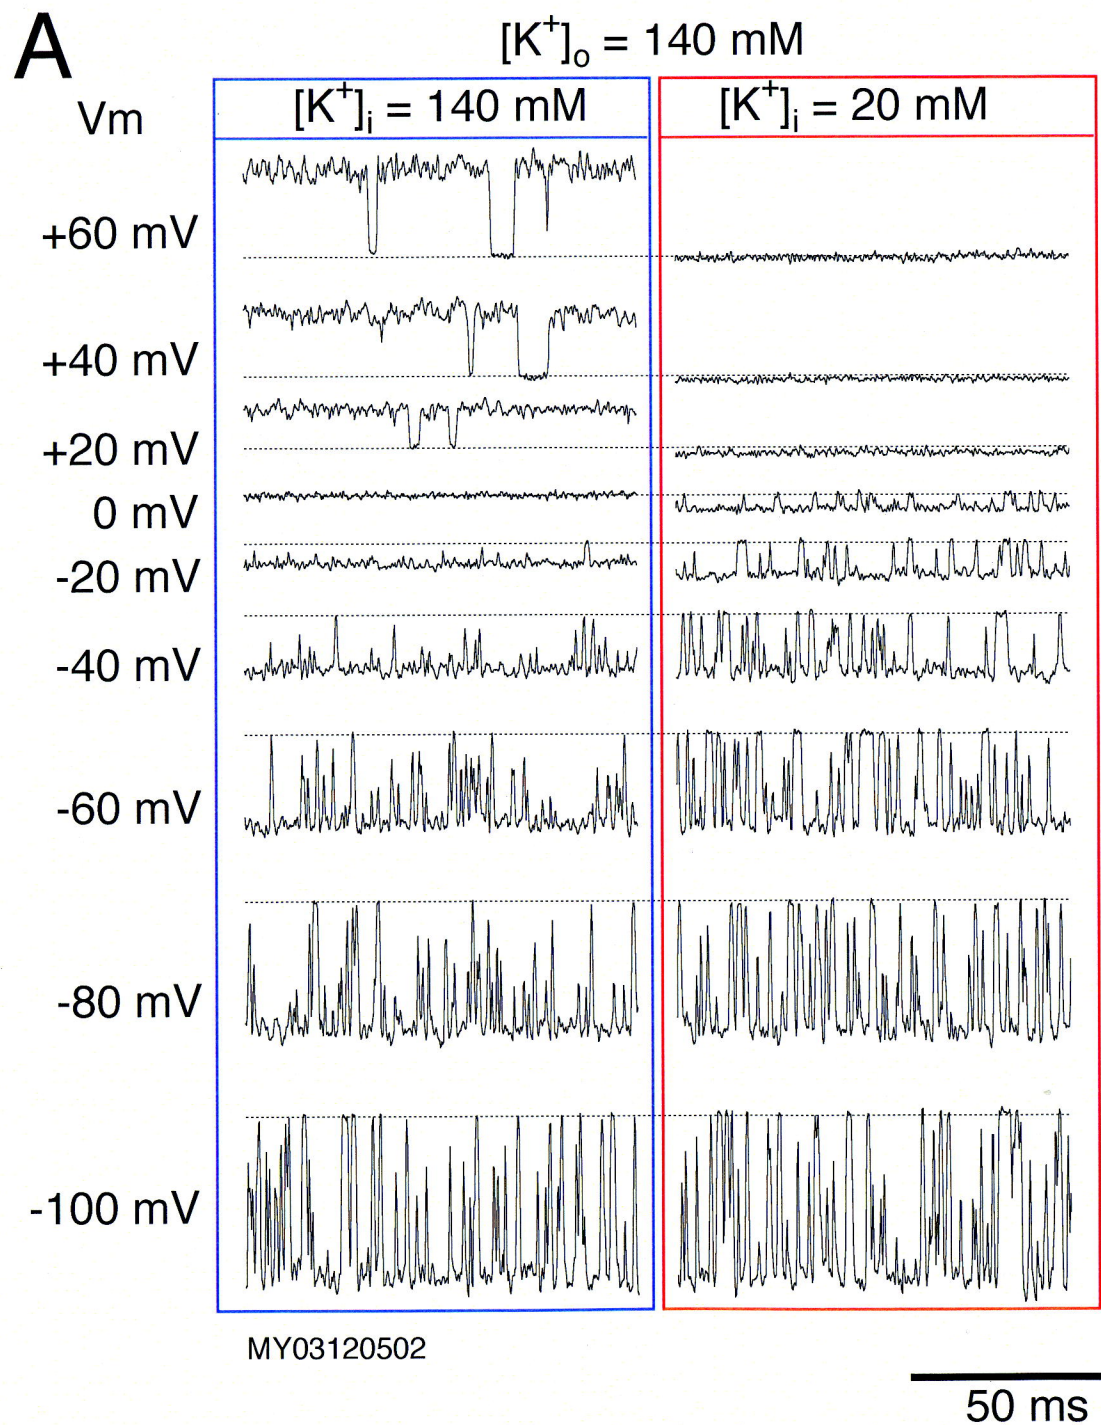 A
[K⁺]ₒ = 140 mM
Vm
[K⁺]ᵢ = 140 mM
[K⁺]ᵢ = 20 mM
+60 mV
+40 mV
+20 mV
0 mV
-20 mV
-40 mV
-60 mV
-80 mV
-100 mV
MY03120502
50 ms